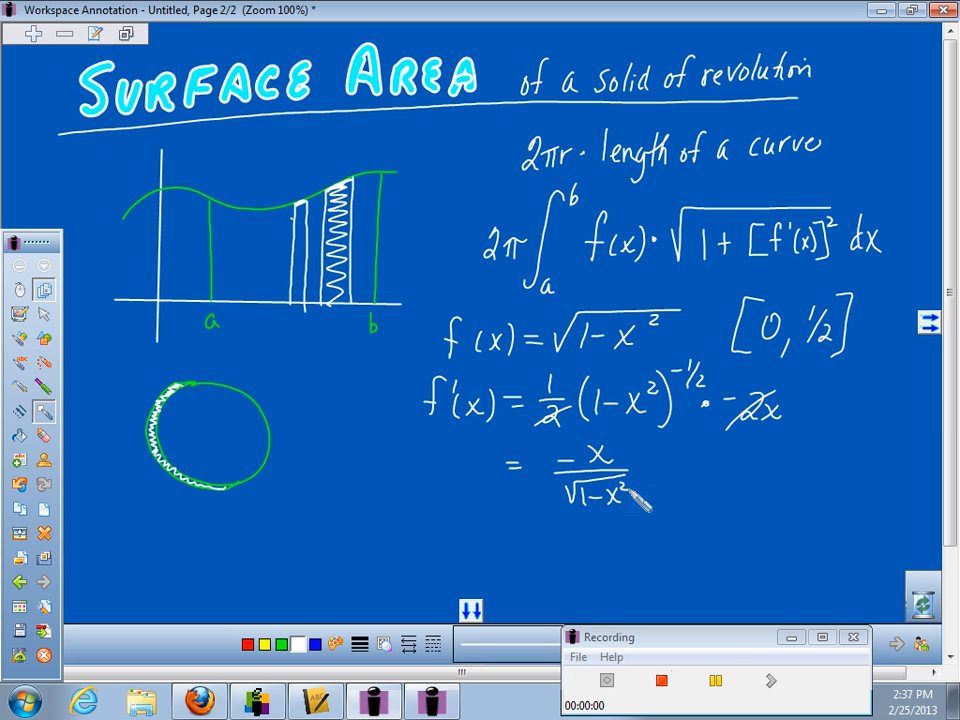 Workspace Annotation - Untitled, Page 2/2 (Zoom 100%) *
SURFACE AREA of a solid of revolution
2πr · length of a curve
2π ∫_a^b f(x) · √(1 + [f'(x)]²) dx
a b
f(x) = √(1-x²) [0, 1/2]
f'(x) = 1/2 (1-x²)^(-1/2) · -2x
= -x/√(1-x²)
Recording
File Help
00:00:00
2:37 PM
2/25/2013